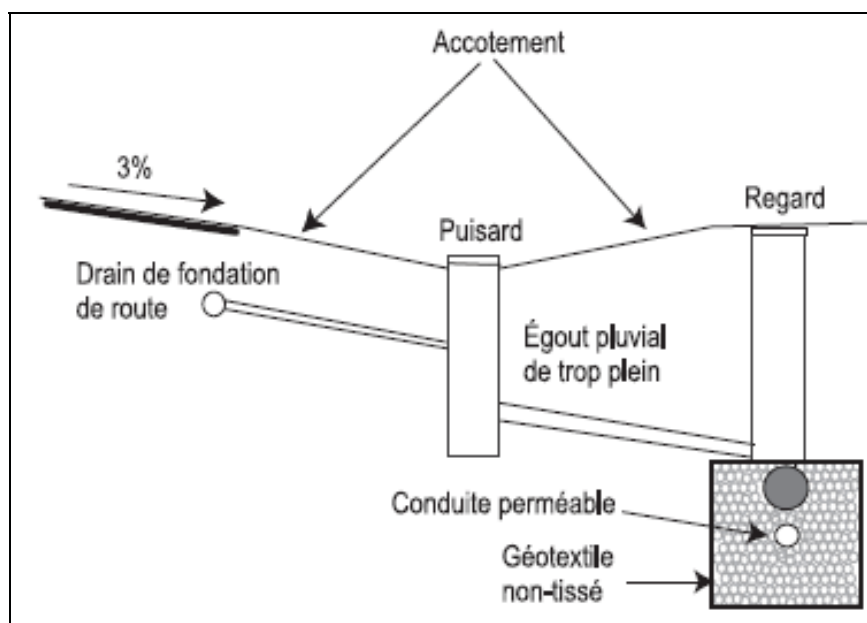 Accotement
3%
Regard
Puisard
Drain de fondation
de route
Égout pluvial
de trop plein
Conduite perméable
Géotextile
non-tissé